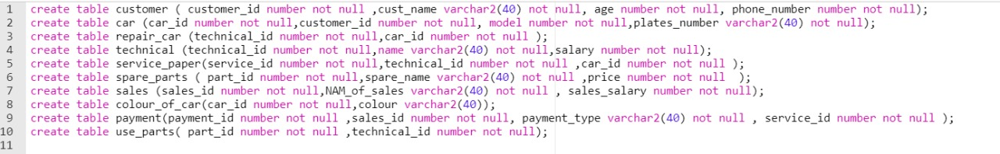 1 create table customer ( customer_id number not null ,cust_name varchar2(40) not null, age number not null, phone_number number not null);
2 create table car (car_id number not null,customer_id number not null, model number not null,plates_number varchar2(40) not null);
3 create table repair_car (technical_id number not null,car_id number not null );
4 create table technical (technical_id number not null,name varchar2(40) not null,salary number not null);
5 create table service_paper(service_id number not null,technical_id number not null ,car_id number not null );
6 create table spare_parts ( part_id number not null,spare_name varchar2(40) not null ,price number not null  );
7 create table sales (sales_id number not null,NAM_of_sales varchar2(40) not null , sales_salary number not null);
8 create table colour_of_car(car_id number not null,colour varchar2(40));
9 create table payment(payment_id number not null ,sales_id number not null, payment_type varchar2(40) not null , service_id number not null );
10 create table use_parts( part_id number not null ,technical_id number not null);
11